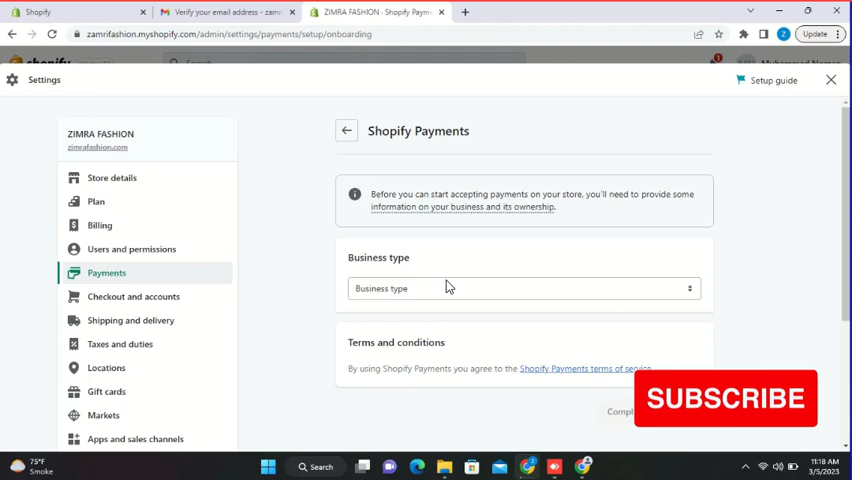 Shopify
Verify your email address - zamri
ZIMRA FASHION · Shopify Paym
zamrifashion.myshopify.com/admin/settings/payments/setup/onboarding
Update
Z
Search
1
Settings
Setup guide
ZIMRA FASHION
zimrafashion.com
Store details
Plan
Billing
Users and permissions
Payments
Checkout and accounts
Shipping and delivery
Taxes and duties
Locations
Gift cards
Markets
Apps and sales channels
Shopify Payments
Before you can start accepting payments on your store, you'll need to provide some
information on your business and its ownership.
Business type
Business type
Terms and conditions
By using Shopify Payments you agree to the Shopify Payments terms of service.
Compl
SUBSCRIBE
75°F
Smoke
Search
11:18 AM
3/5/2023